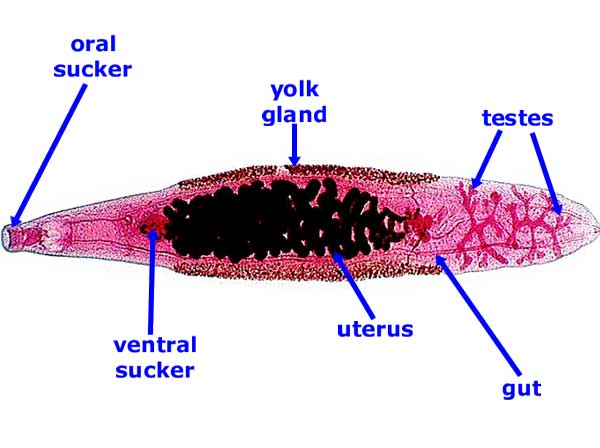 oral
sucker
yolk
gland
testes
ventral
sucker
uterus
gut